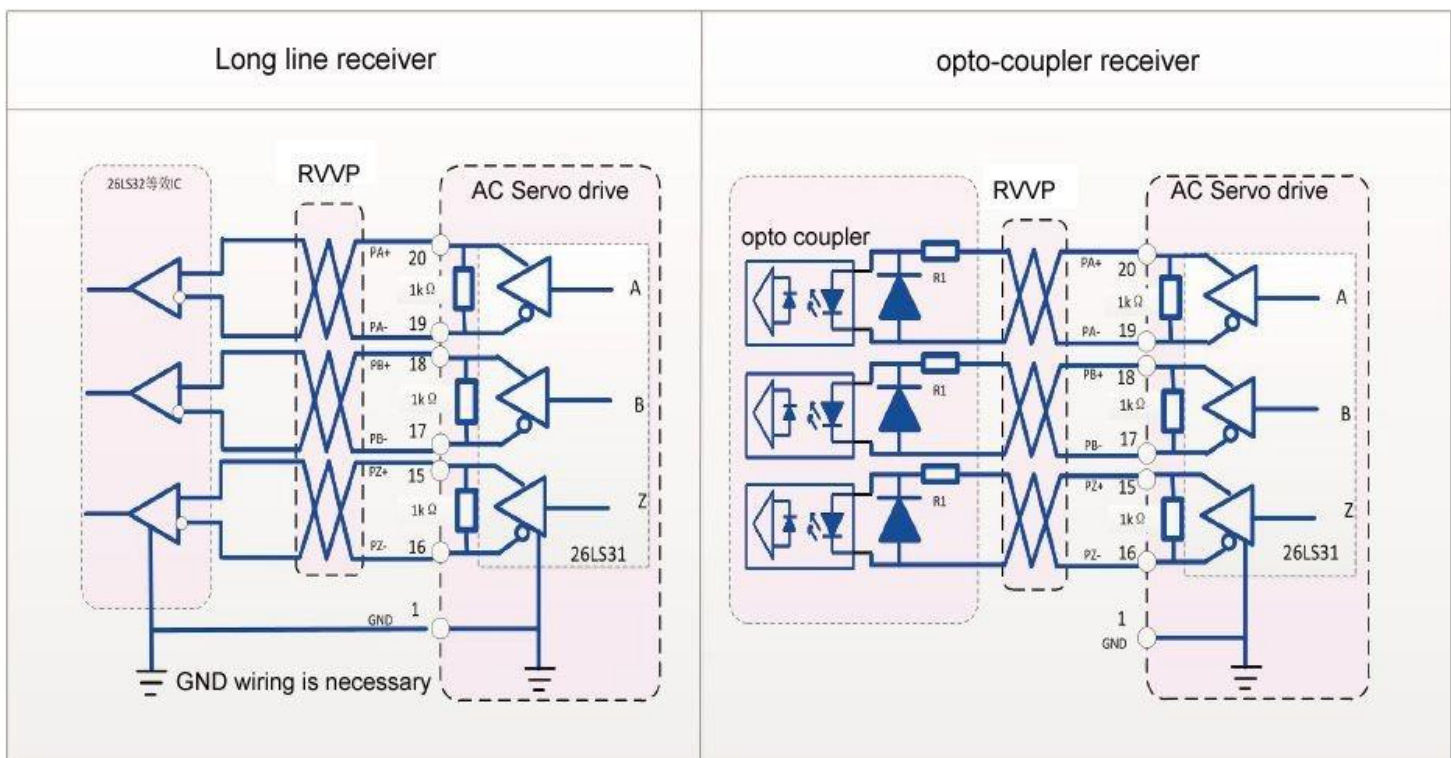 Long line receiver
opto-coupler receiver
26LS32等效IC
RVVP
AC Servo drive
PA+
20
1kΩ
PA-
19
A
PB+
18
1kΩ
PB-
17
B
PZ+
15
1kΩ
PZ-
16
Z
26LS31
GND
1
GND wiring is necessary
opto coupler
RVVP
AC Servo drive
R1
PA+
20
1kΩ
PA-
19
A
R1
PB+
18
1kΩ
PB-
17
B
R1
PZ+
15
1kΩ
PZ-
16
Z
26LS31
1
GND